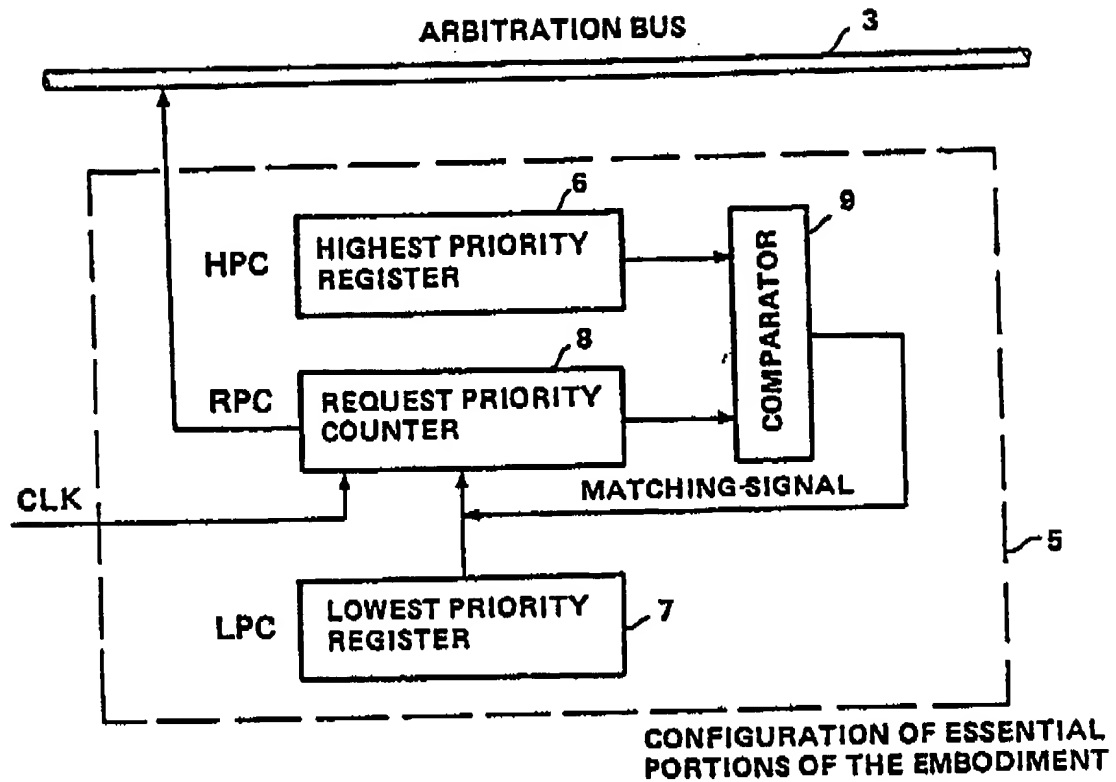 ARBITRATION BUS
3
6
9
HPC
HIGHEST PRIORITY
REGISTER
COMPARATOR
8
RPC
REQUEST PRIORITY
COUNTER
CLK
MATCHING-SIGNAL
5
LPC
LOWEST PRIORITY
REGISTER
7
CONFIGURATION OF ESSENTIAL
PORTIONS OF THE EMBODIMENT